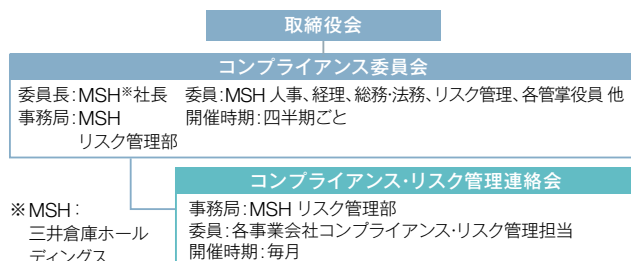 取締役会
コンプライアンス委員会
委員長：MSH※社長 委員：MSH 人事、経理、総務・法務、リスク管理、各管掌役員 他
事務局：MSH 開催時期：四半期ごと
リスク管理部
コンプライアンス・リスク管理連絡会
※MSH：
三井倉庫ホール
ディングス
事務局：MSH リスク管理部
委員：各事業会社コンプライアンス・リスク管理担当
開催時期：毎月